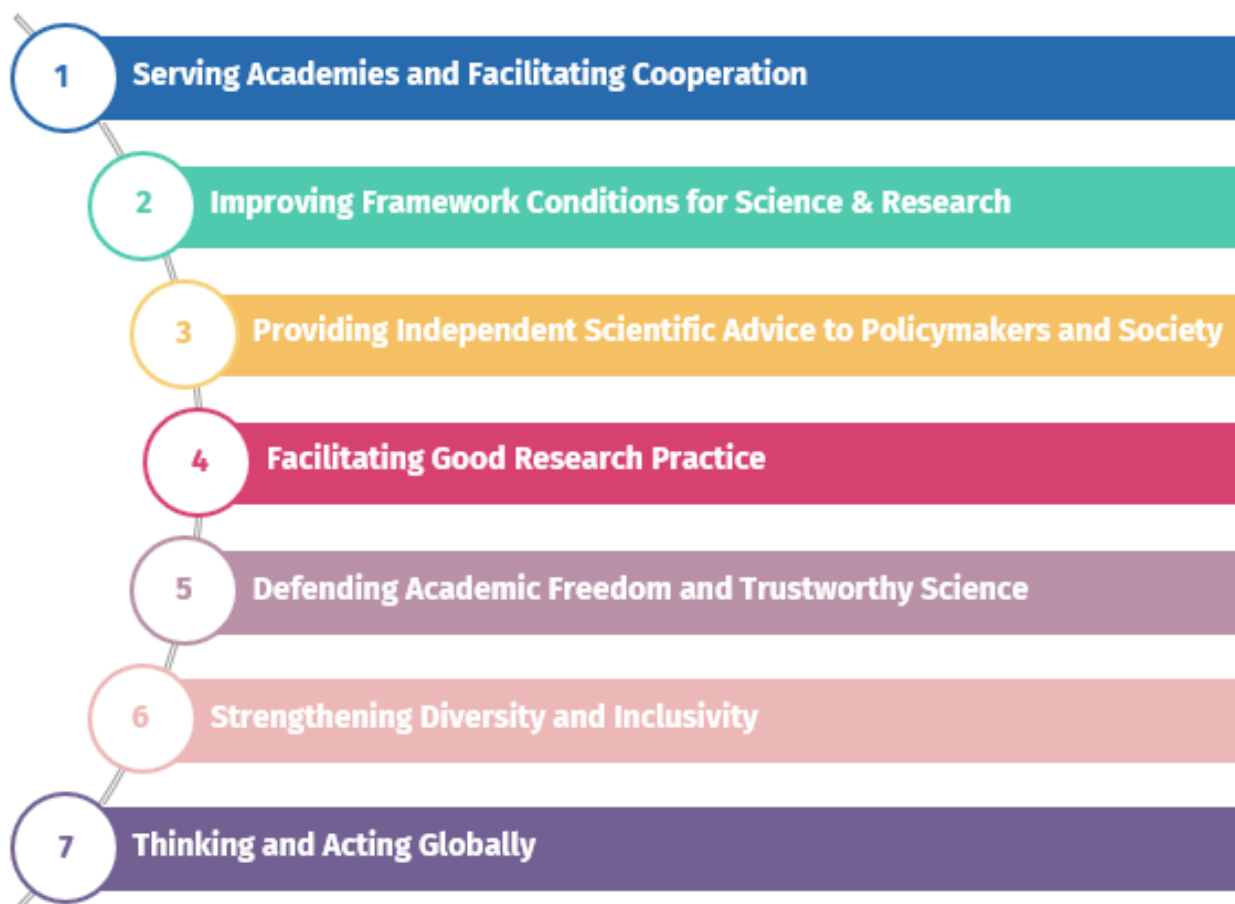 1 Serving Academies and Facilitating Cooperation
2 Improving Framework Conditions for Science & Research
3 Providing Independent Scientific Advice to Policymakers and Society
4 Facilitating Good Research Practice
5 Defending Academic Freedom and Trustworthy Science
6 Strengthening Diversity and Inclusivity
7 Thinking and Acting Globally